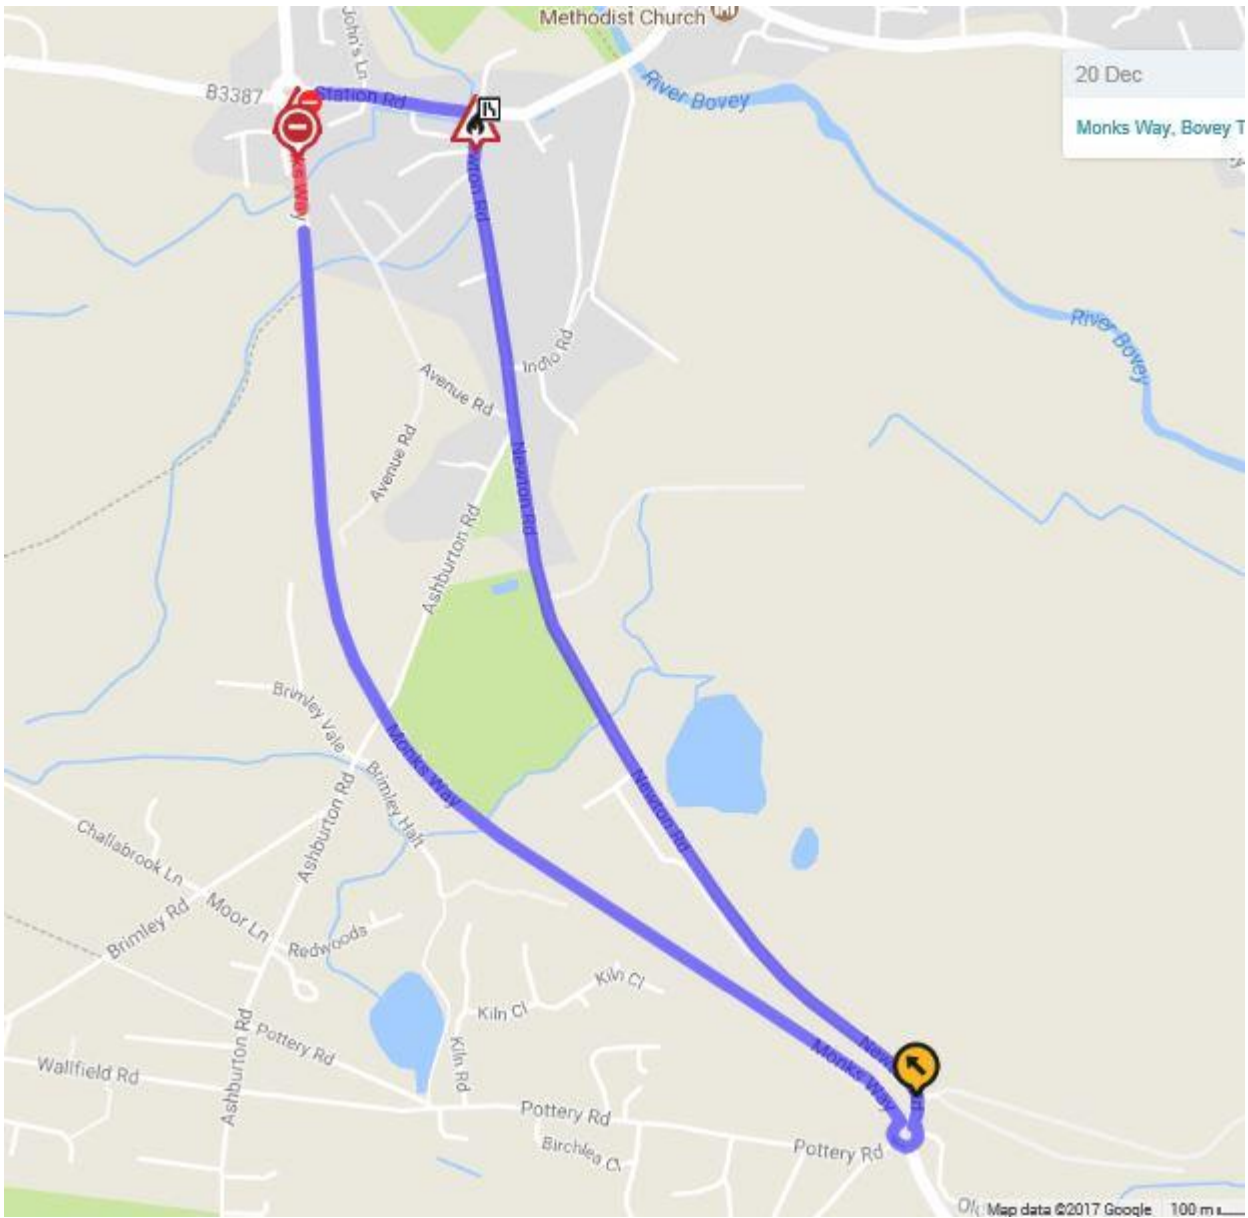 Methodist Church
John's Ln
B3387
Station Rd
River Bovey
20 Dec
Monks Way, Bovey T
ks Way
wton Rd
River Bovey
Indio Rd
Avenue Rd
Avenue Rd
Newton Rd
Ashburton Rd
Brimley Vale
Monks Way
Brimley Halt
Newton Rd
Ashburton Rd
Challabrook Ln
Moor Ln
Brimley Rd
Redwoods
Kiln Cl
Kiln Cl
Pottery Rd
Kiln Rd
Ashburton Rd
Wallfield Rd
Monks Way
Pottery Rd
Birchlea Cl
Pottery Rd
Map data ©2017 Google
100 m